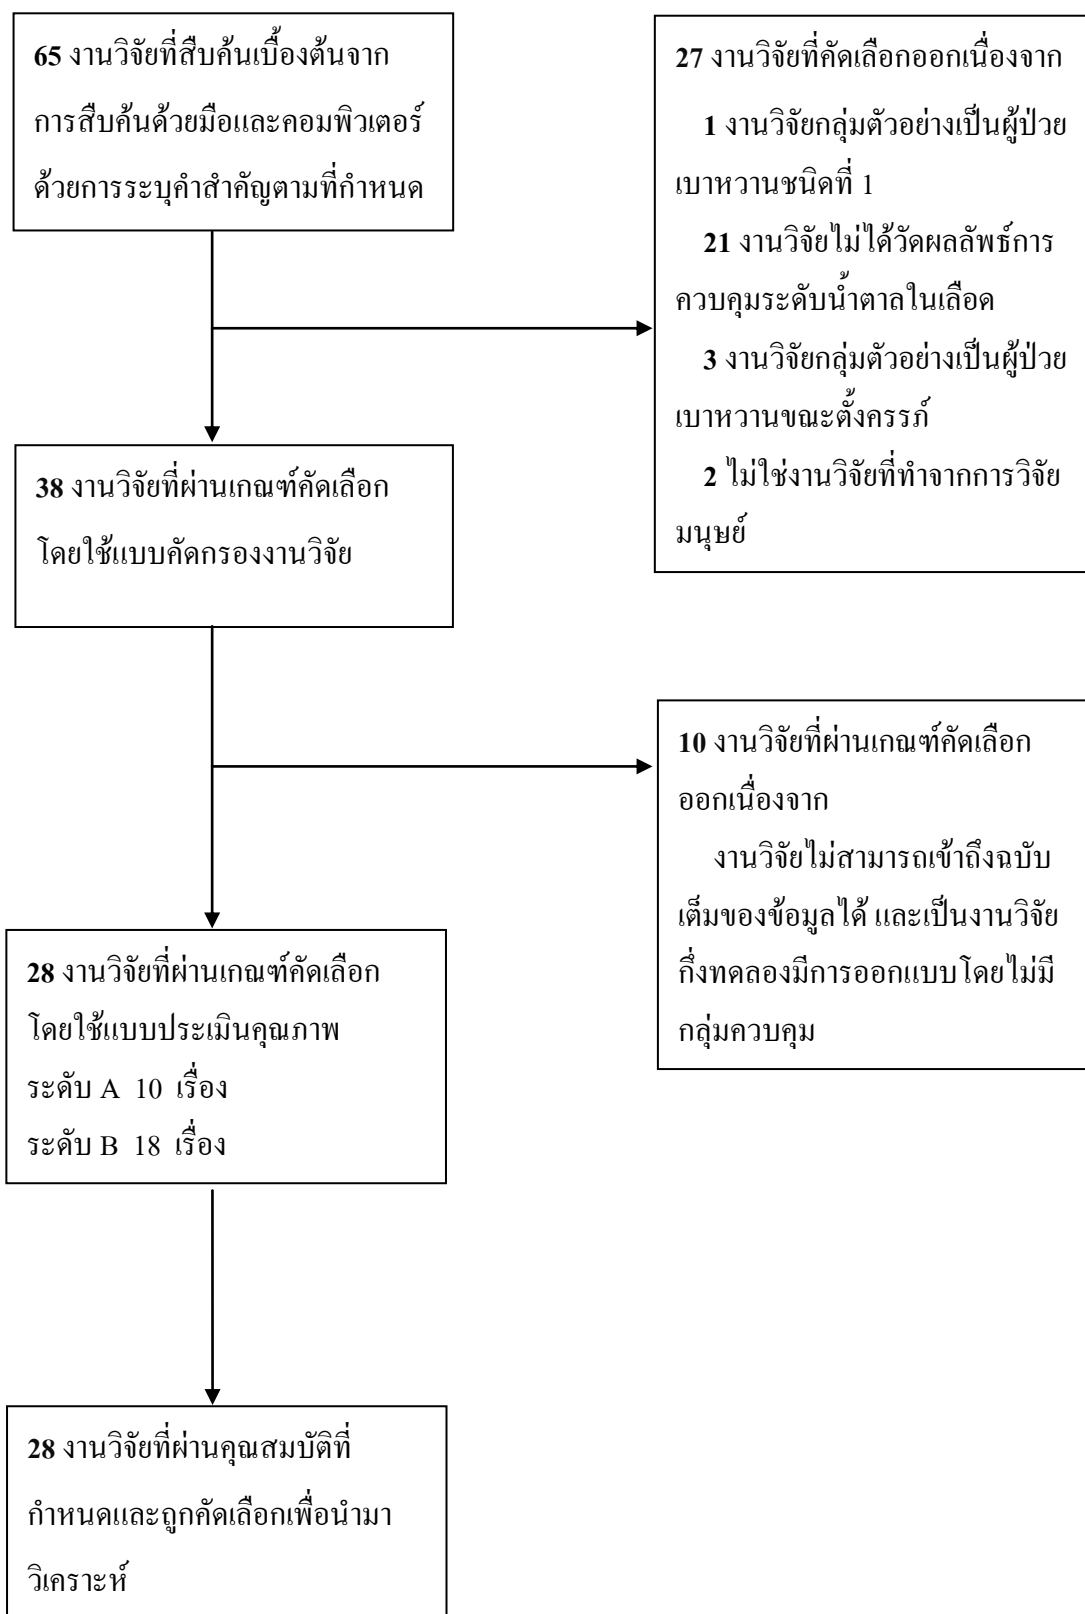 65 งานวิจัยที่สืบค้นเบื้องต้นจาก
การสืบค้นด้วยมือและคอมพิวเตอร์
ด้วยการระบุคำสำคัญตามที่กำหนด
27 งานวิจัยที่คัดเลือกออกเนื่องจาก
1 งานวิจัยกลุ่มตัวอย่างเป็นผู้ป่วย
เบาหวานชนิดที่ 1
21 งานวิจัยไม่ได้วัดผลลัพธ์การ
ควบคุมระดับน้ำตาลในเลือด
3 งานวิจัยกลุ่มตัวอย่างเป็นผู้ป่วย
เบาหวานขณะตั้งครรภ์
2 ไม่ใช่งานวิจัยที่ทำจากการวิจัย
มนุษย์
38 งานวิจัยที่ผ่านเกณฑ์คัดเลือก
โดยใช้แบบคัดกรองงานวิจัย
10 งานวิจัยที่ผ่านเกณฑ์คัดเลือก
ออกเนื่องจาก
งานวิจัยไม่สามารถเข้าถึงฉบับ
เต็มของข้อมูลได้ และเป็นงานวิจัย
กึ่งทดลองมีการออกแบบโดยไม่มี
กลุ่มควบคุม
28 งานวิจัยที่ผ่านเกณฑ์คัดเลือก
โดยใช้แบบประเมินคุณภาพ
ระดับ A 10 เรื่อง
ระดับ B 18 เรื่อง
28 งานวิจัยที่ผ่านคุณสมบัติที่
กำหนดและถูกคัดเลือกเพื่อนำมา
วิเคราะห์